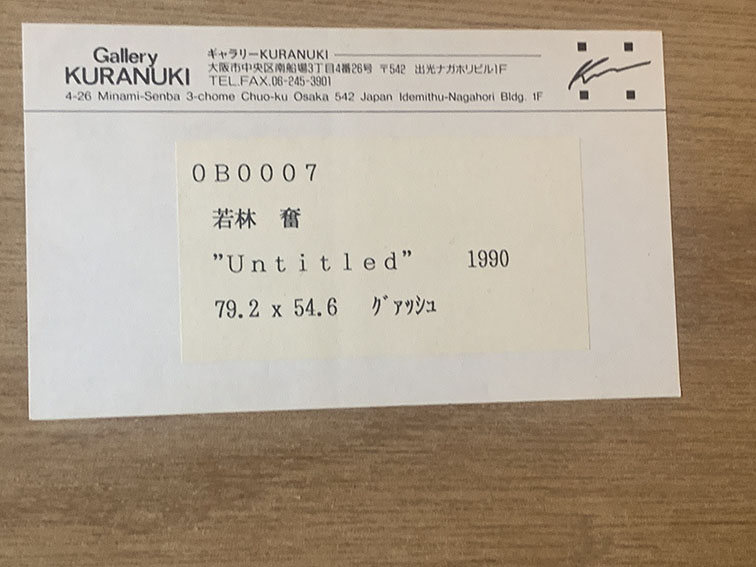 Gallery
KURANUKI
ギャラリーKURANUKI
大阪市中央区南船場3丁目4番26号 〒542 出光ナガホリビル1F
TEL.FAX.06-245-3901
4-26 Minami-Senba 3-chome Chuo-ku Osaka 542 Japan Idemithu-Nagahori Bldg. 1F
0B0007
若林 奮
"Untitled" 1990
79.2 x 54.6 グァッシュ